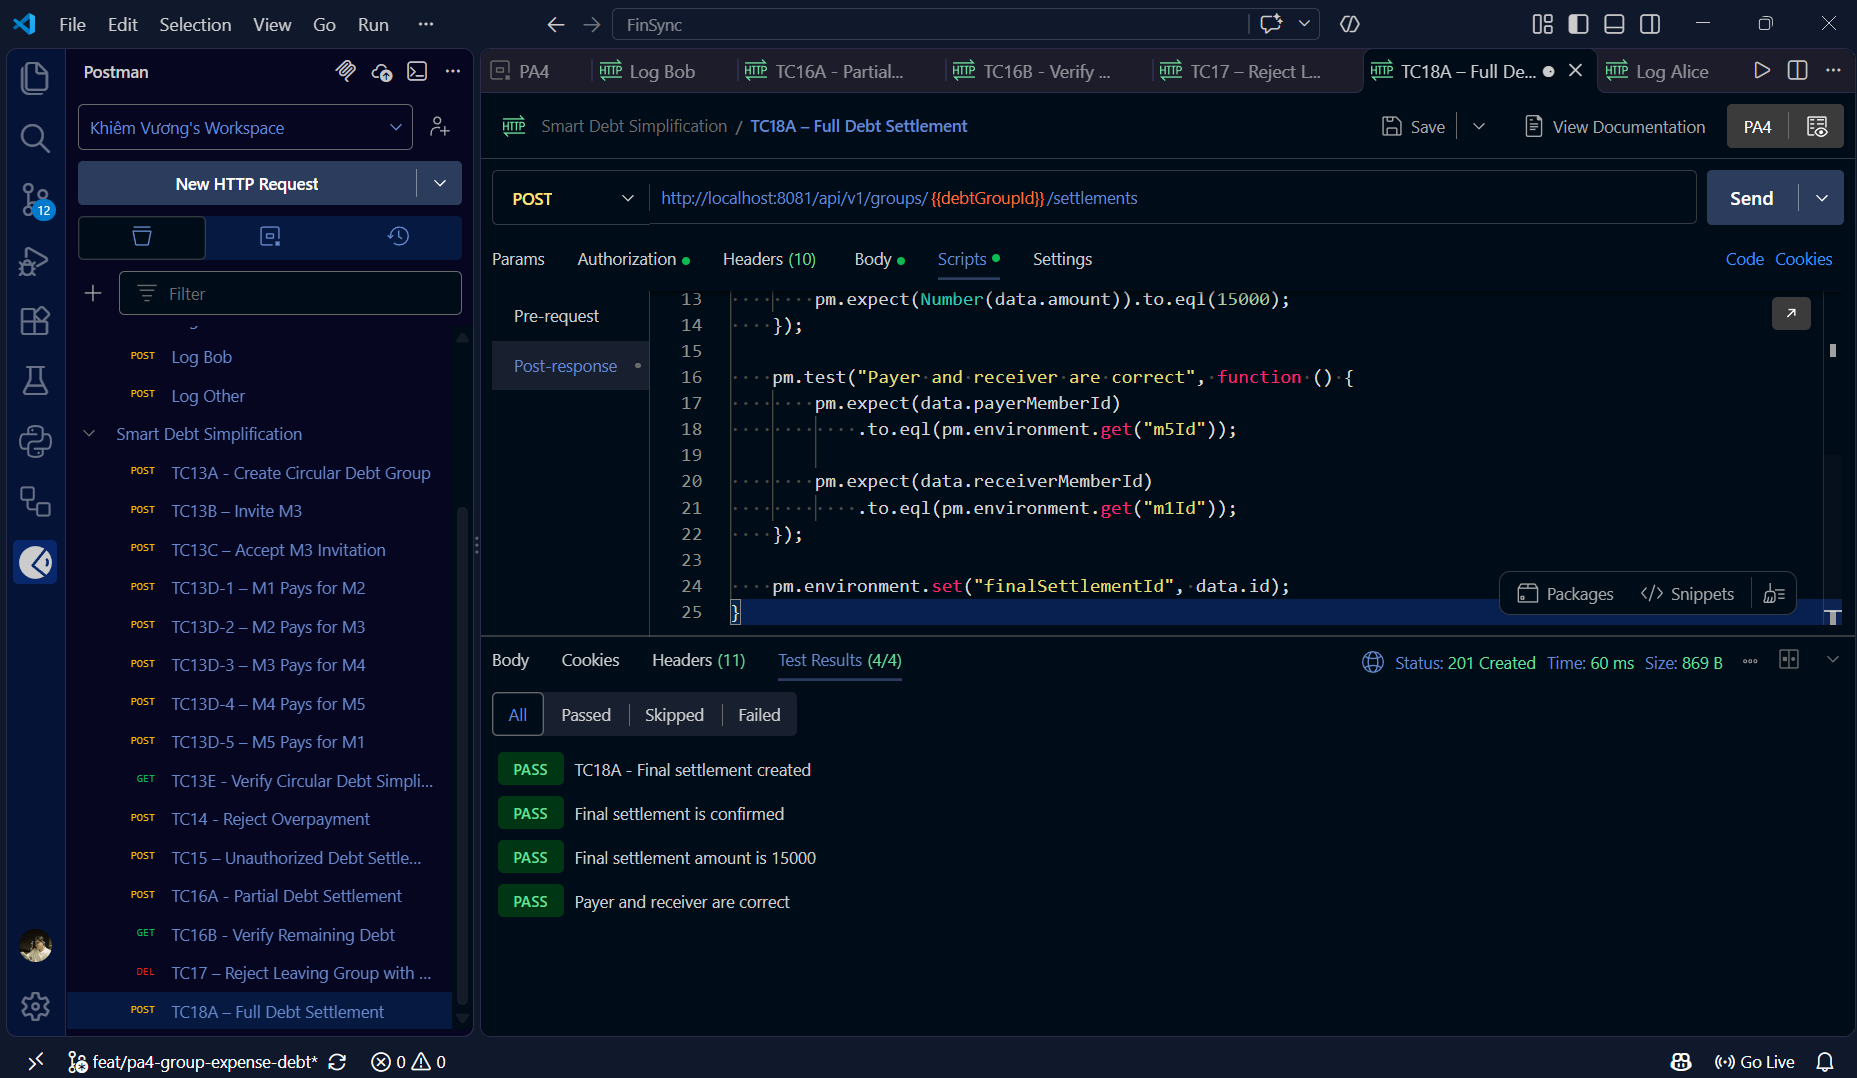 File Edit Selection View Go Run ···
FinSync
Postman
Khiêm Vương's Workspace
New HTTP Request
12
Filter
POST Log Bob
POST Log Other
Smart Debt Simplification
POST TC13A - Create Circular Debt Group
POST TC13B – Invite M3
POST TC13C – Accept M3 Invitation
POST TC13D-1 – M1 Pays for M2
POST TC13D-2 – M2 Pays for M3
POST TC13D-3 – M3 Pays for M4
POST TC13D-4 – M4 Pays for M5
POST TC13D-5 – M5 Pays for M1
GET TC13E - Verify Circular Debt Simpli...
POST TC14 - Reject Overpayment
POST TC15 – Unauthorized Debt Settle...
POST TC16A - Partial Debt Settlement
GET TC16B - Verify Remaining Debt
DEL TC17 – Reject Leaving Group with ...
POST TC18A – Full Debt Settlement
PA4 HTTP Log Bob HTTP TC16A - Partial... HTTP TC16B - Verify ... HTTP TC17 – Reject L... HTTP TC18A – Full De... HTTP Log Alice
HTTP Smart Debt Simplification / TC18A – Full Debt Settlement Save View Documentation PA4
POST http://localhost:8081/api/v1/groups/{{debtGroupId}}/settlements Send
Params Authorization Headers (10) Body Scripts Settings Code Cookies
Pre-request
Post-response
13 pm.expect(Number(data.amount)).to.eql(15000);
14 });
15
16 pm.test("Payer and receiver are correct", function () {
17 pm.expect(data.payerMemberId)
18 .to.eql(pm.environment.get("m5Id"));
19
20 pm.expect(data.receiverMemberId)
21 .to.eql(pm.environment.get("m1Id"));
22 });
23
24 pm.environment.set("finalSettlementId", data.id);
25 }
Packages </> Snippets
Body Cookies Headers (11) Test Results (4/4) Status: 201 Created Time: 60 ms Size: 869 B
All Passed Skipped Failed
PASS TC18A - Final settlement created
PASS Final settlement is confirmed
PASS Final settlement amount is 15000
PASS Payer and receiver are correct
feat/pa4-group-expense-debt* 0 0 Go Live